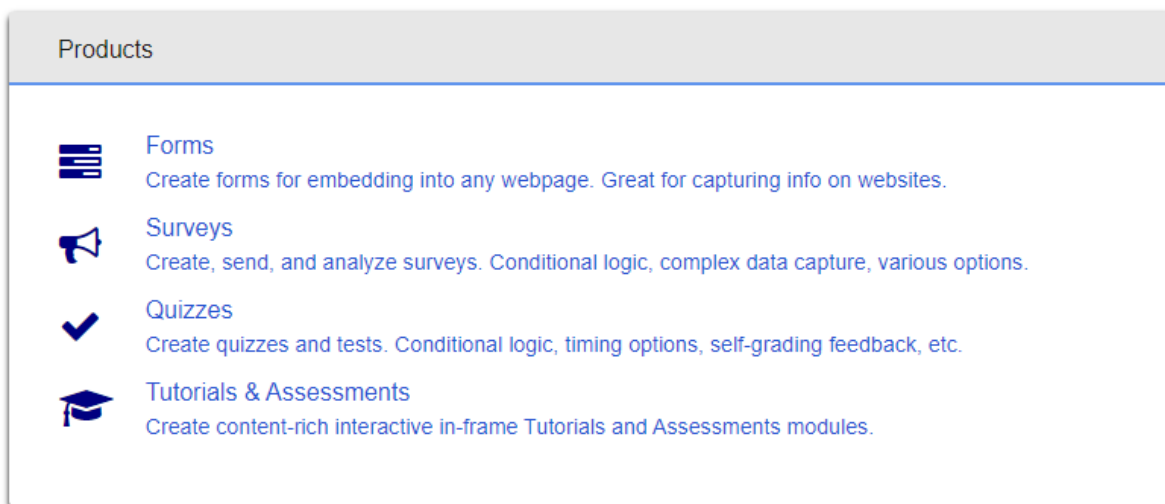 Products
Forms
Create forms for embedding into any webpage. Great for capturing info on websites.
Surveys
Create, send, and analyze surveys. Conditional logic, complex data capture, various options.
Quizzes
Create quizzes and tests. Conditional logic, timing options, self-grading feedback, etc.
Tutorials & Assessments
Create content-rich interactive in-frame Tutorials and Assessments modules.